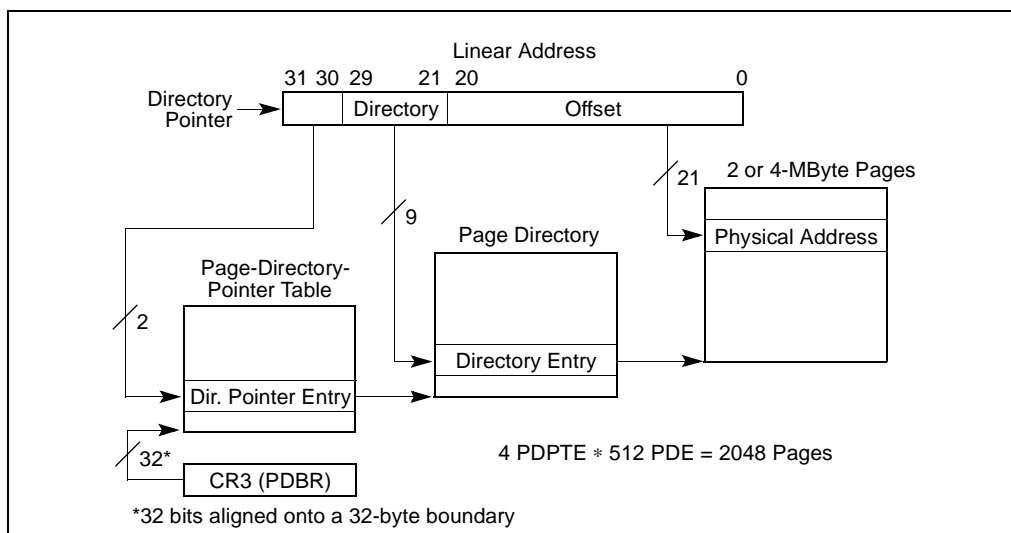 Linear Address
31 30 29 21 20 0
Directory
Pointer
Directory
Offset
2 or 4-MByte Pages
21
9
Physical Address
Page Directory
Page-Directory-
Pointer Table
2
Directory Entry
Dir. Pointer Entry
4 PDPTE * 512 PDE = 2048 Pages
32*
CR3 (PDBR)
*32 bits aligned onto a 32-byte boundary